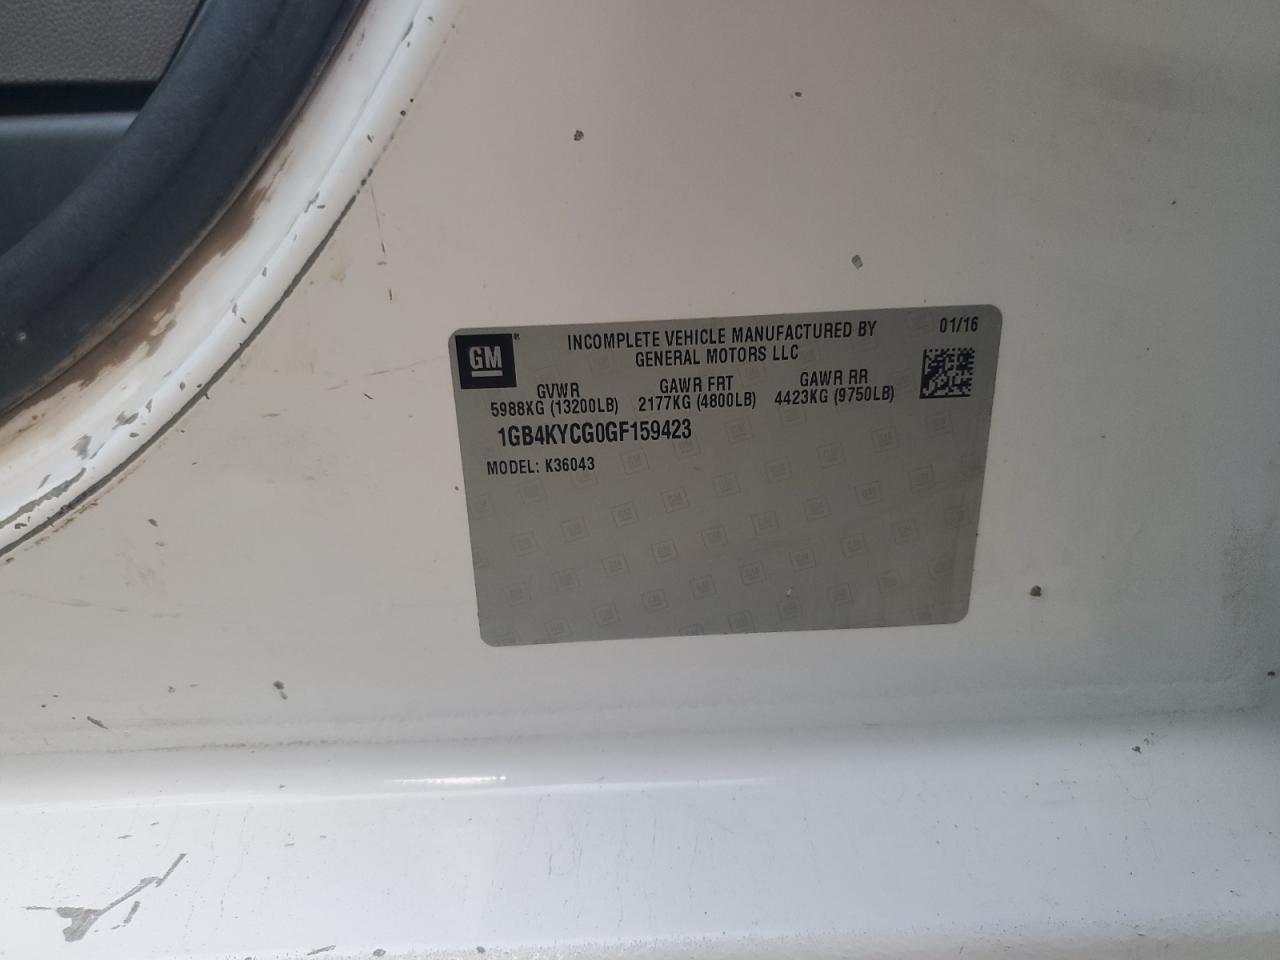 GM
INCOMPLETE VEHICLE MANUFACTURED BY
GENERAL MOTORS LLC
01/16
GVWR GAWR FRT GAWR RR
5988KG (13200LB) 2177KG (4800LB) 4423KG (9750LB)
1GB4KYCG0GF159423
MODEL: K36043